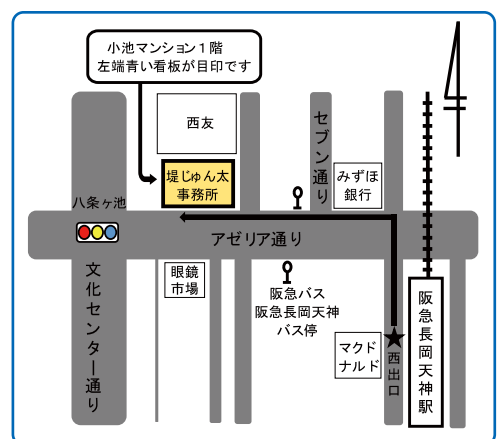 小池マンション１階
左端青い看板が目印です
西友
セブン通り
堤じゅん太
事務所
みずほ
銀行
八条ヶ池
アゼリア通り
文化センター通り
眼鏡
市場
阪急バス
阪急長岡天神
バス停
マクド
ナルド
西出口
阪急長岡天神駅